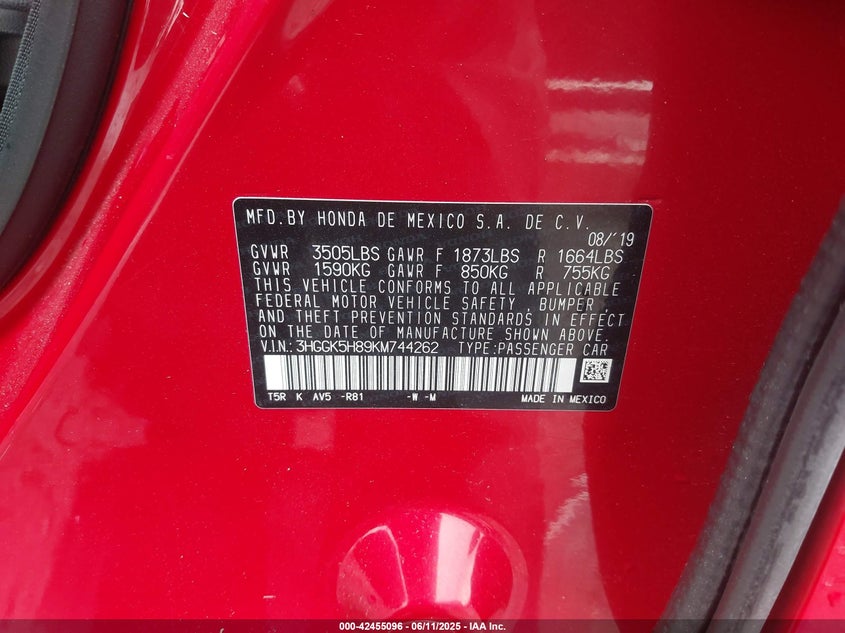 MFD.BY HONDA DE MEXICO S.A. DE C.V.
08/'19
GVWR 3505LBS GAWR F 1873LBS R 1664LBS
GVWR 1590KG GAWR F 850KG R 755KG
THIS VEHICLE CONFORMS TO ALL APPLICABLE
FEDERAL MOTOR VEHICLE SAFETY, BUMPER,
AND THEFT PREVENTION STANDARDS IN EFFECT
ON THE DATE OF MANUFACTURE SHOWN ABOVE.
V.I.N.: 3HGGK5H89KM744262 TYPE:PASSENGER CAR
T5R K AV5 -R81 -W -M MADE IN MEXICO
000-42455096 - 06/11/2025 - IAA Inc.